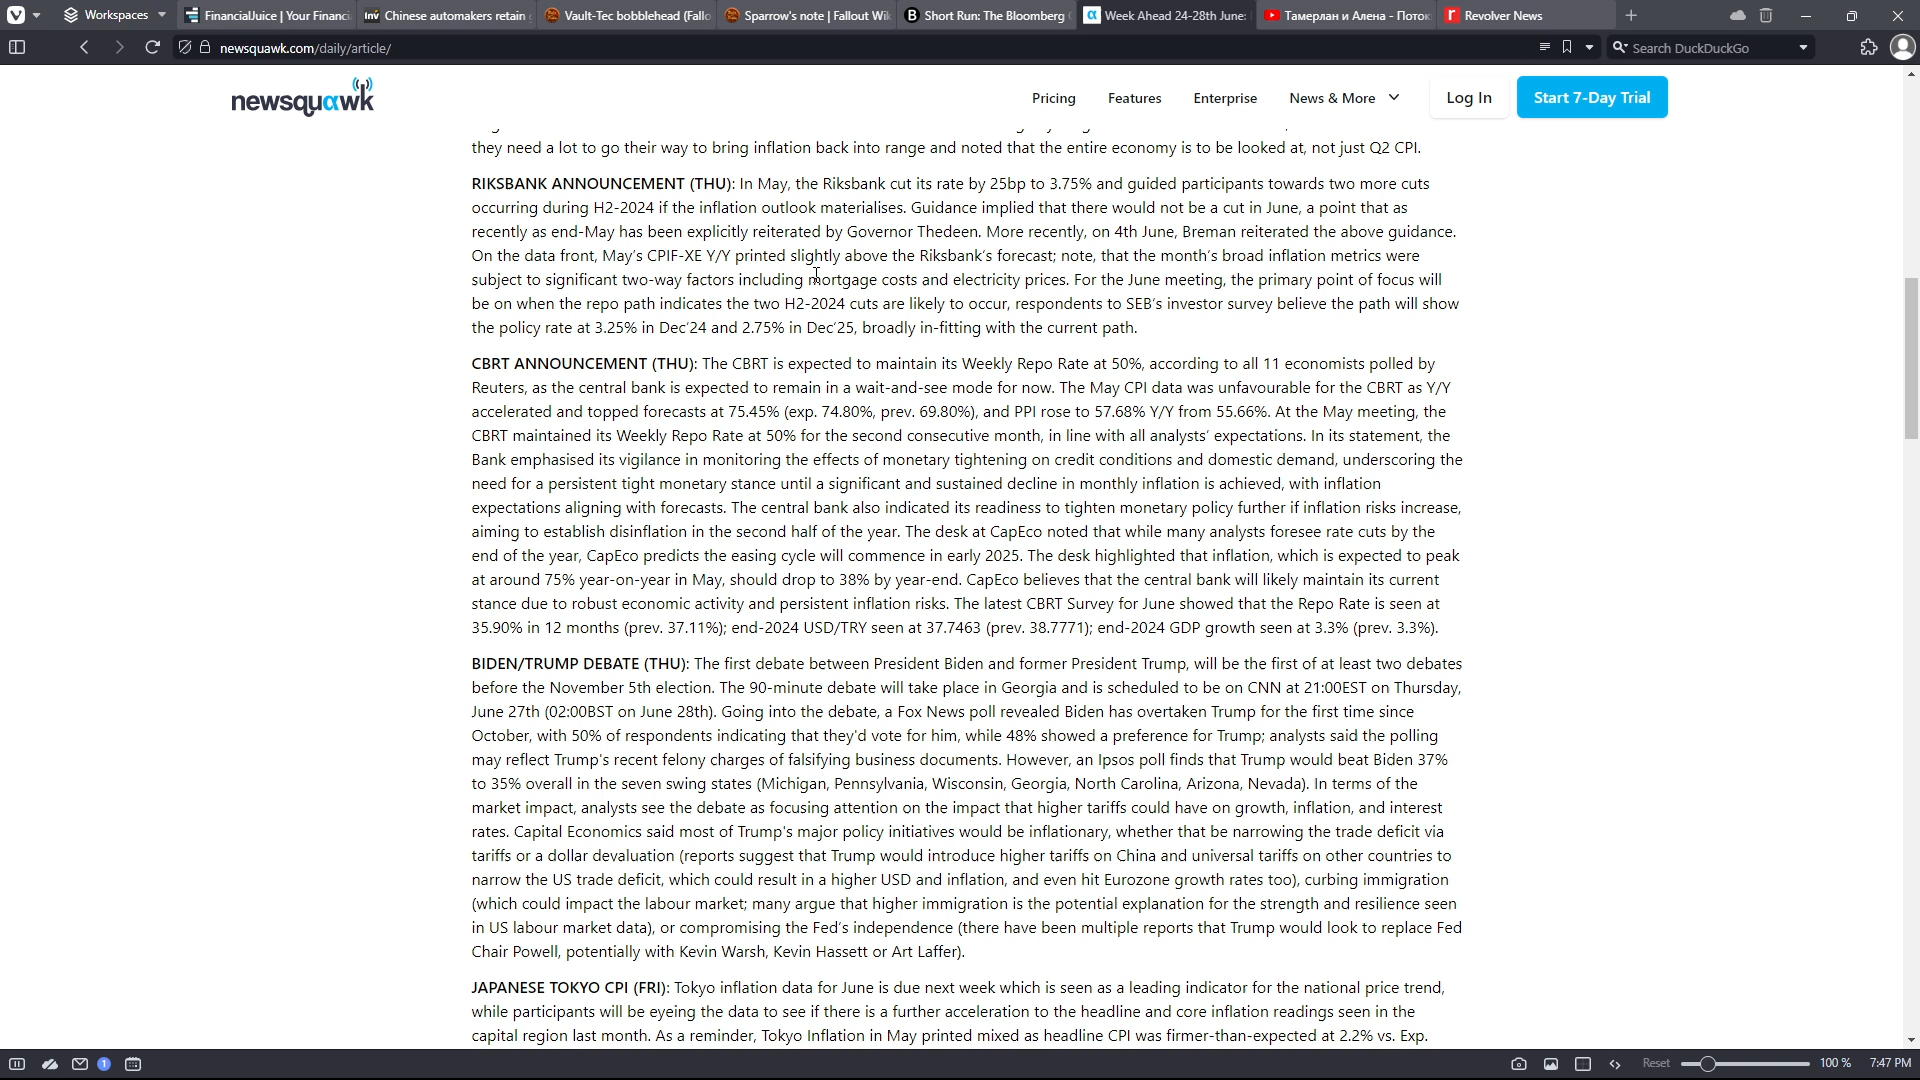 Workspaces
FinancialJuice | Your Financi
Chinese automakers retain
Vault-Tec bobblehead (Fallo
Sparrow's note | Fallout Wik
Short Run: The Bloomberg
Week Ahead 24-28th June:
Тамерлан и Алена - Поток
Revolver News
newsquawk.com/daily/article/
Search DuckDuckGo
newsquawk
Pricing
Features
Enterprise
News & More
Log In
Start 7-Day Trial
they need a lot to go their way to bring inflation back into range and noted that the entire economy is to be looked at, not just Q2 CPI.
RIKSBANK ANNOUNCEMENT (THU): In May, the Riksbank cut its rate by 25bp to 3.75% and guided participants towards two more cuts
occurring during H2-2024 if the inflation outlook materialises. Guidance implied that there would not be a cut in June, a point that as
recently as end-May has been explicitly reiterated by Governor Thedeen. More recently, on 4th June, Breman reiterated the above guidance.
On the data front, May's CPIF-XE Y/Y printed slightly above the Riksbank's forecast; note, that the month's broad inflation metrics were
subject to significant two-way factors including mortgage costs and electricity prices. For the June meeting, the primary point of focus will
be on when the repo path indicates the two H2-2024 cuts are likely to occur, respondents to SEB's investor survey believe the path will show
the policy rate at 3.25% in Dec'24 and 2.75% in Dec'25, broadly in-fitting with the current path.
CBRT ANNOUNCEMENT (THU): The CBRT is expected to maintain its Weekly Repo Rate at 50%, according to all 11 economists polled by
Reuters, as the central bank is expected to remain in a wait-and-see mode for now. The May CPI data was unfavourable for the CBRT as Y/Y
accelerated and topped forecasts at 75.45% (exp. 74.80%, prev. 69.80%), and PPI rose to 57.68% Y/Y from 55.66%. At the May meeting, the
CBRT maintained its Weekly Repo Rate at 50% for the second consecutive month, in line with all analysts' expectations. In its statement, the
Bank emphasised its vigilance in monitoring the effects of monetary tightening on credit conditions and domestic demand, underscoring the
need for a persistent tight monetary stance until a significant and sustained decline in monthly inflation is achieved, with inflation
expectations aligning with forecasts. The central bank also indicated its readiness to tighten monetary policy further if inflation risks increase,
aiming to establish disinflation in the second half of the year. The desk at CapEco noted that while many analysts foresee rate cuts by the
end of the year, CapEco predicts the easing cycle will commence in early 2025. The desk highlighted that inflation, which is expected to peak
at around 75% year-on-year in May, should drop to 38% by year-end. CapEco believes that the central bank will likely maintain its current
stance due to robust economic activity and persistent inflation risks. The latest CBRT Survey for June showed that the Repo Rate is seen at
35.90% in 12 months (prev. 37.11%); end-2024 USD/TRY seen at 37.7463 (prev. 38.7771); end-2024 GDP growth seen at 3.3% (prev. 3.3%).
BIDEN/TRUMP DEBATE (THU): The first debate between President Biden and former President Trump, will be the first of at least two debates
before the November 5th election. The 90-minute debate will take place in Georgia and is scheduled to be on CNN at 21:00EST on Thursday,
June 27th (02:00BST on June 28th). Going into the debate, a Fox News poll revealed Biden has overtaken Trump for the first time since
October, with 50% of respondents indicating that they'd vote for him, while 48% showed a preference for Trump; analysts said the polling
may reflect Trump's recent felony charges of falsifying business documents. However, an Ipsos poll finds that Trump would beat Biden 37%
to 35% overall in the seven swing states (Michigan, Pennsylvania, Wisconsin, Georgia, North Carolina, Arizona, Nevada). In terms of the
market impact, analysts see the debate as focusing attention on the impact that higher tariffs could have on growth, inflation, and interest
rates. Capital Economics said most of Trump's major policy initiatives would be inflationary, whether that be narrowing the trade deficit via
tariffs or a dollar devaluation (reports suggest that Trump would introduce higher tariffs on China and universal tariffs on other countries to
narrow the US trade deficit, which could result in a higher USD and inflation, and even hit Eurozone growth rates too), curbing immigration
(which could impact the labour market; many argue that higher immigration is the potential explanation for the strength and resilience seen
in US labour market data), or compromising the Fed's independence (there have been multiple reports that Trump would look to replace Fed
Chair Powell, potentially with Kevin Warsh, Kevin Hassett or Art Laffer).
JAPANESE TOKYO CPI (FRI): Tokyo inflation data for June is due next week which is seen as a leading indicator for the national price trend,
while participants will be eyeing the data to see if there is a further acceleration to the headline and core inflation readings seen in the
capital region last month. As a reminder, Tokyo Inflation in May printed mixed as headline CPI was firmer-than-expected at 2.2% vs. Exp.
1
Reset
100 %
7:47 PM